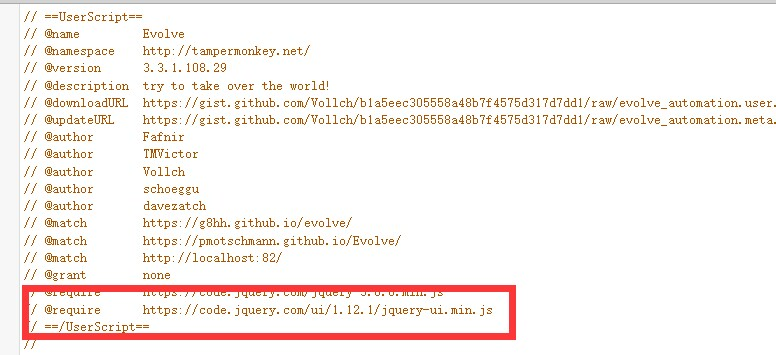 // ==UserScript==
// @name Evolve
// @namespace http://tampermonkey.net/
// @version 3.3.1.108.29
// @description try to take over the world!
// @downloadURL https://gist.github.com/Vollch/b1a5eec305558a48b7f4575d317d7dd1/raw/evolve_automation.user.
// @updateURL https://gist.github.com/Vollch/b1a5eec305558a48b7f4575d317d7dd1/raw/evolve_automation.meta.
// @author Fafnir
// @author TMVictor
// @author Vollch
// @author schoeggu
// @author davezatch
// @match https://g8hh.github.io/evolve/
// @match https://pmotschmann.github.io/Evolve/
// @match http://localhost:82/
// @grant none
// @require https://code.jquery.com/jquery-3.6.0.min.js
// @require https://code.jquery.com/ui/1.12.1/jquery-ui.min.js
// ==/UserScript==
//